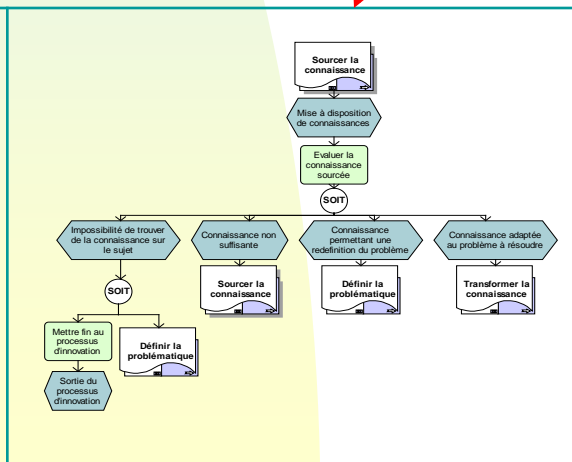 Sourcer la
connaissance
Mise à disposition
de connaissances
Evaluer la
connaissance
sourcée
SOIT
Impossibilité de trouver
de la connaissance sur
le sujet
Connaissance non
suffisante
Connaissance
permettant une
redefinition du problème
Connaissance adaptée
au problème à résoudre
SOIT
Sourcer la
connaissance
Définir la
problématique
Transformer la
connaissance
Mettre fin au
processus
d'innovation
Définir la
problématique
Sortie du
processus
d'innovation